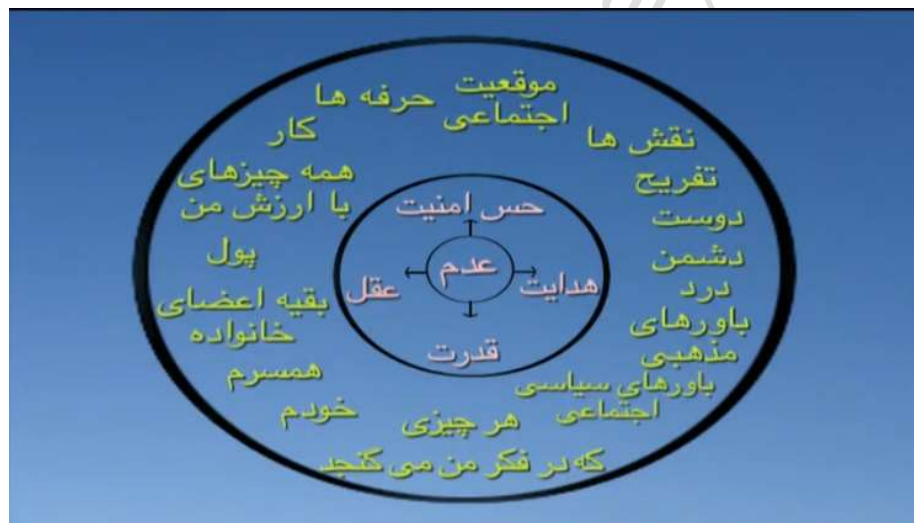 موقعیت
اجتماعی
حرفه ها
کار
همه چیزهای
با ارزش من
پول
بقیه اعضای
خانواده
همسرم
خودم
هر چیزی
که در فکر من می گنجد
نقش ها
تفریح
دوست
دشمن
درد
باورهای
مذهبی
باورهای سیاسی
اجتماعی
حس امنیت
هدایت
عدم
عقل
قدرت